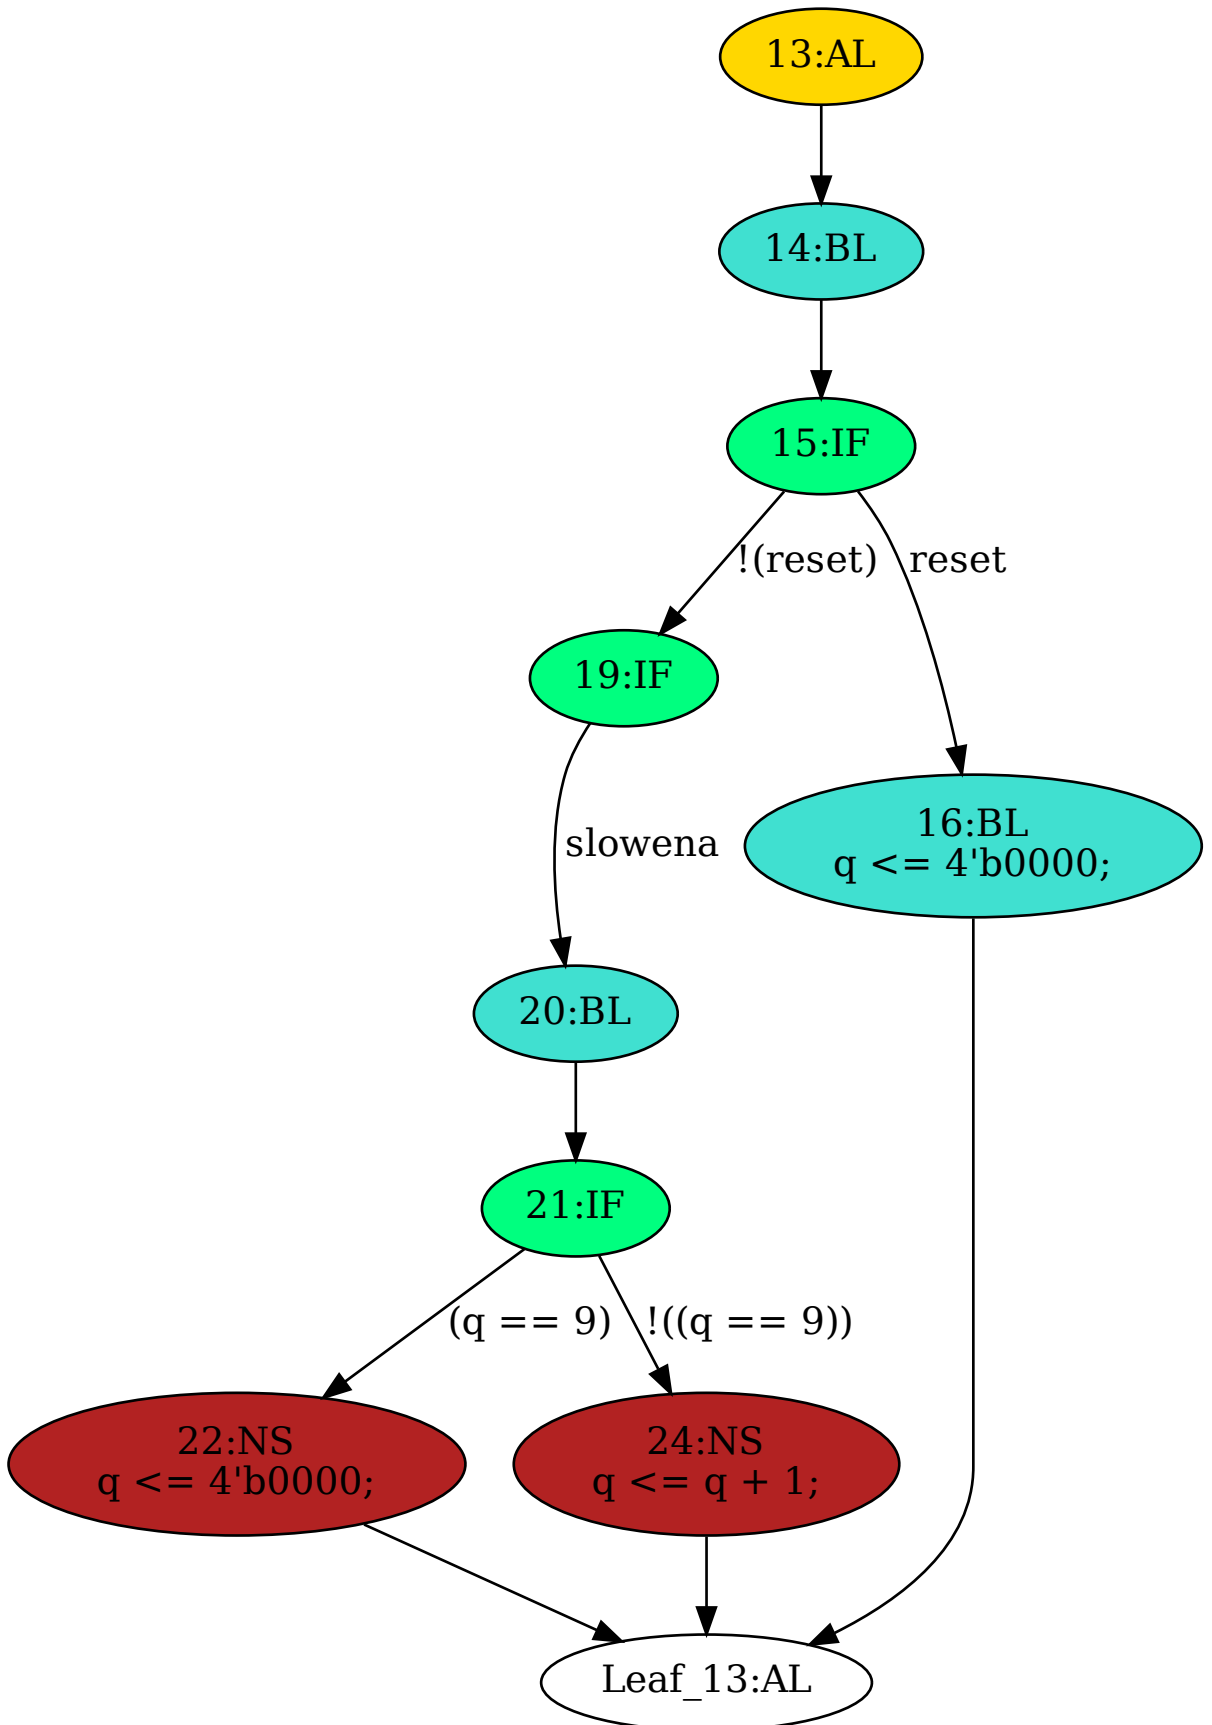 13:AL
14:BL
15:IF
!(reset)
reset
19:IF
slowena
16:BL
q <= 4'b0000;
20:BL
21:IF
(q == 9)
!((q == 9))
22:NS
q <= 4'b0000;
24:NS
q <= q + 1;
Leaf_13:AL